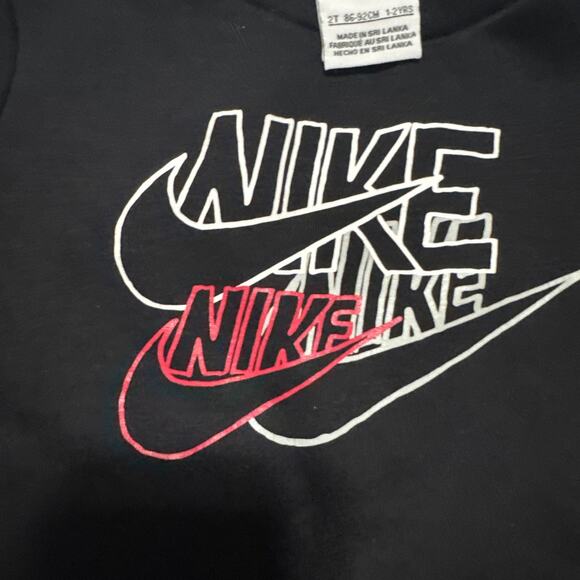 2T 86-92CM 1-2YRS
MADE IN SRI LANKA
FABRIQUÉ AU SRI LANKA
HECHO EN SRI LANKA
NIKE
NIKE
NIKE